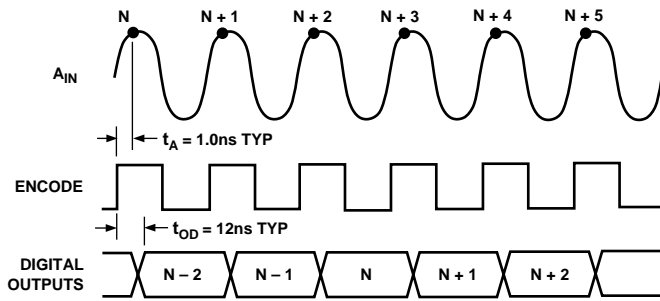 N N + 1 N + 2 N + 3 N + 4 N + 5
AIN
tA = 1.0ns TYP
ENCODE
tOD = 12ns TYP
DIGITAL
OUTPUTS
N – 2 N – 1 N N + 1 N + 2